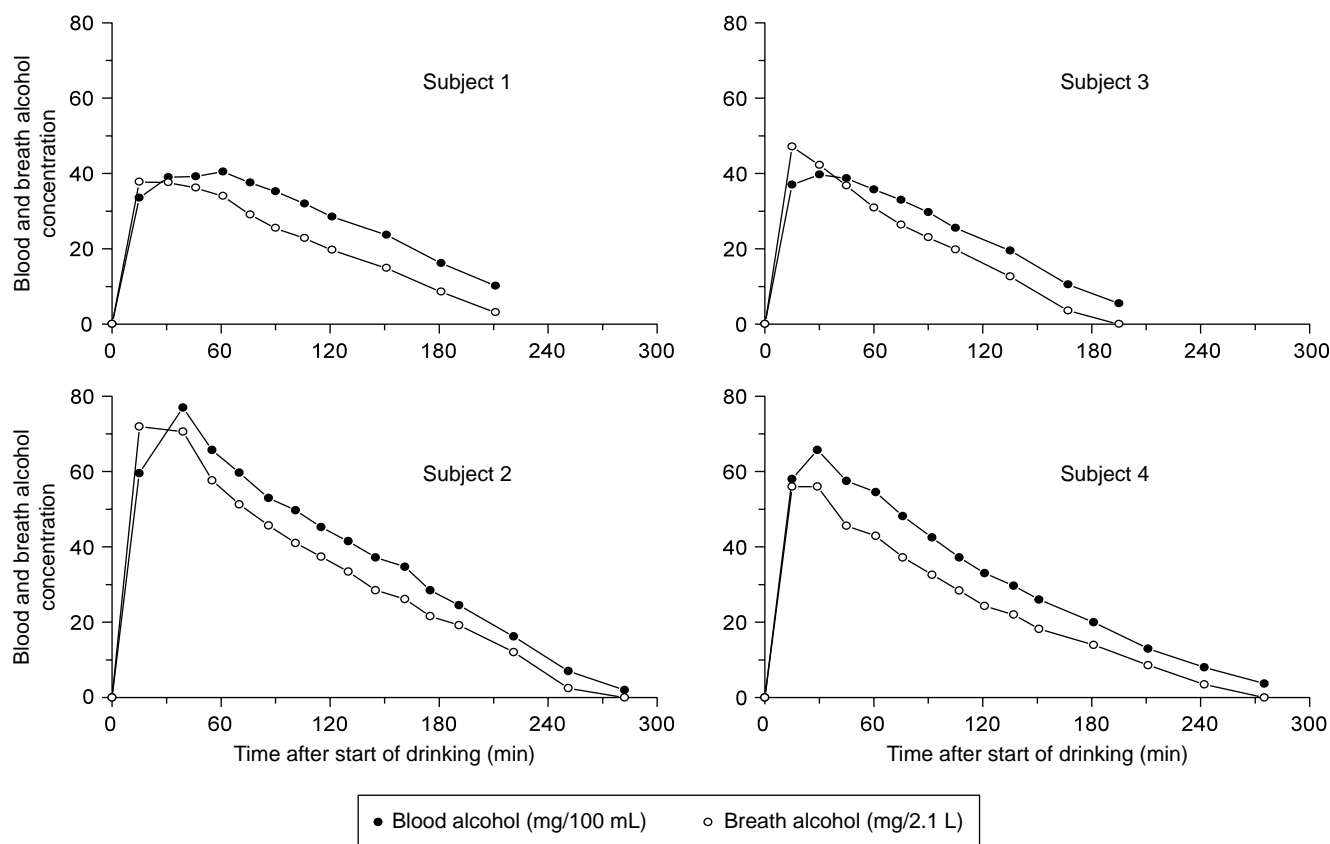 Blood and breath alcohol
concentration
80
60
40
20
0
Subject 1
0 60 120 180 240 300
80
60
40
20
0
Subject 3
0 60 120 180 240 300
Blood and breath alcohol
concentration
80
60
40
20
0
Subject 2
0 60 120 180 240 300
Time after start of drinking (min)
80
60
40
20
0
Subject 4
0 60 120 180 240 300
Time after start of drinking (min)
Blood alcohol (mg/100 mL) Breath alcohol (mg/2.1 L)